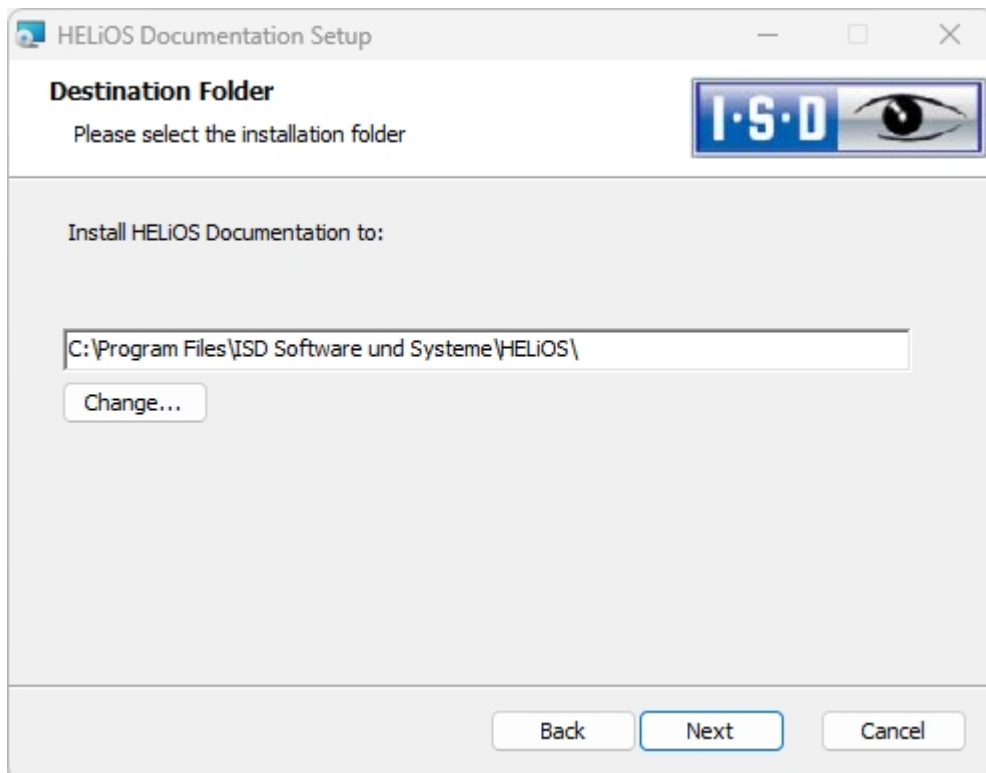 HELiOS Documentation Setup
Destination Folder
Please select the installation folder
I·S·D
Install HELiOS Documentation to:
C:\Program Files\ISD Software und Systeme\HELiOS\
Change...
Back Next Cancel